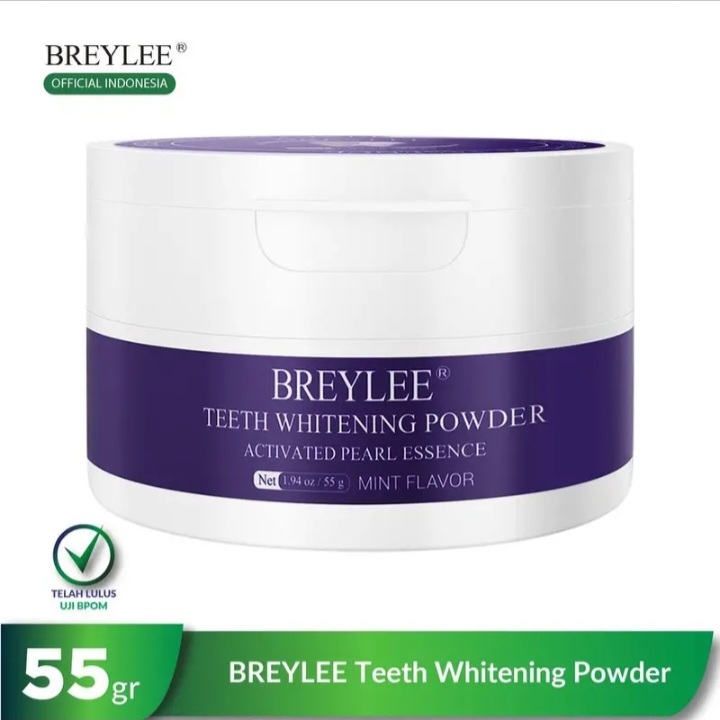 BREYLEE®
OFFICIAL INDONESIA
BREYLEE®
TEETH WHITENING POWDER
ACTIVATED PEARL ESSENCE
Net 1.94 oz / 55 g MINT FLAVOR
TELAH LULUS
UJI BPOM
55gr
BREYLEE Teeth Whitening Powder